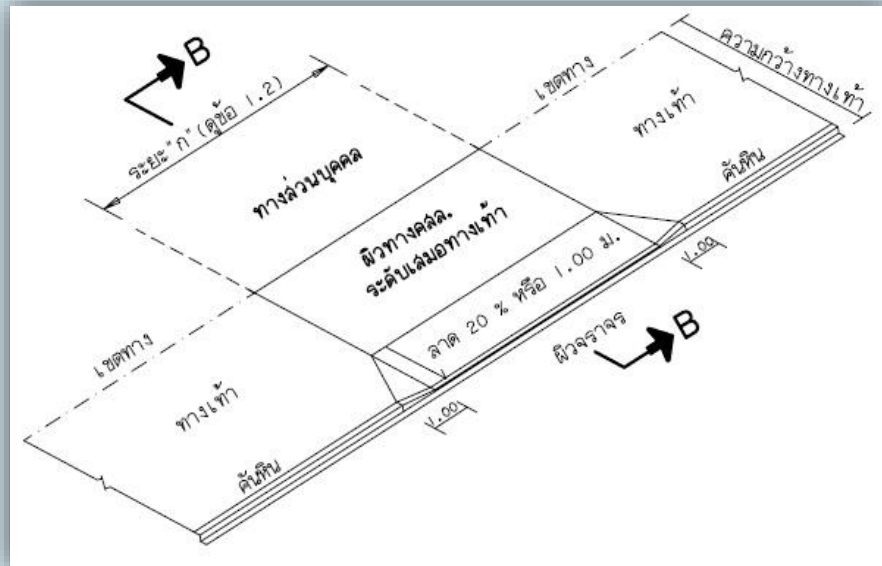 B
ระยะ"ก"(ดูข้อ 1.2)
เขตทาง
ความกว้างทางเท้า
ทางเท้า
คันหิน
ทางส่วนบุคคล
ผิวทางคสล.
ระดับเสมอทางเท้า
ลาด 20 % หรือ 1.00 ม.
1.00
ผิวจราจร
B
เขตทาง
ทางเท้า
1.00
คันหิน